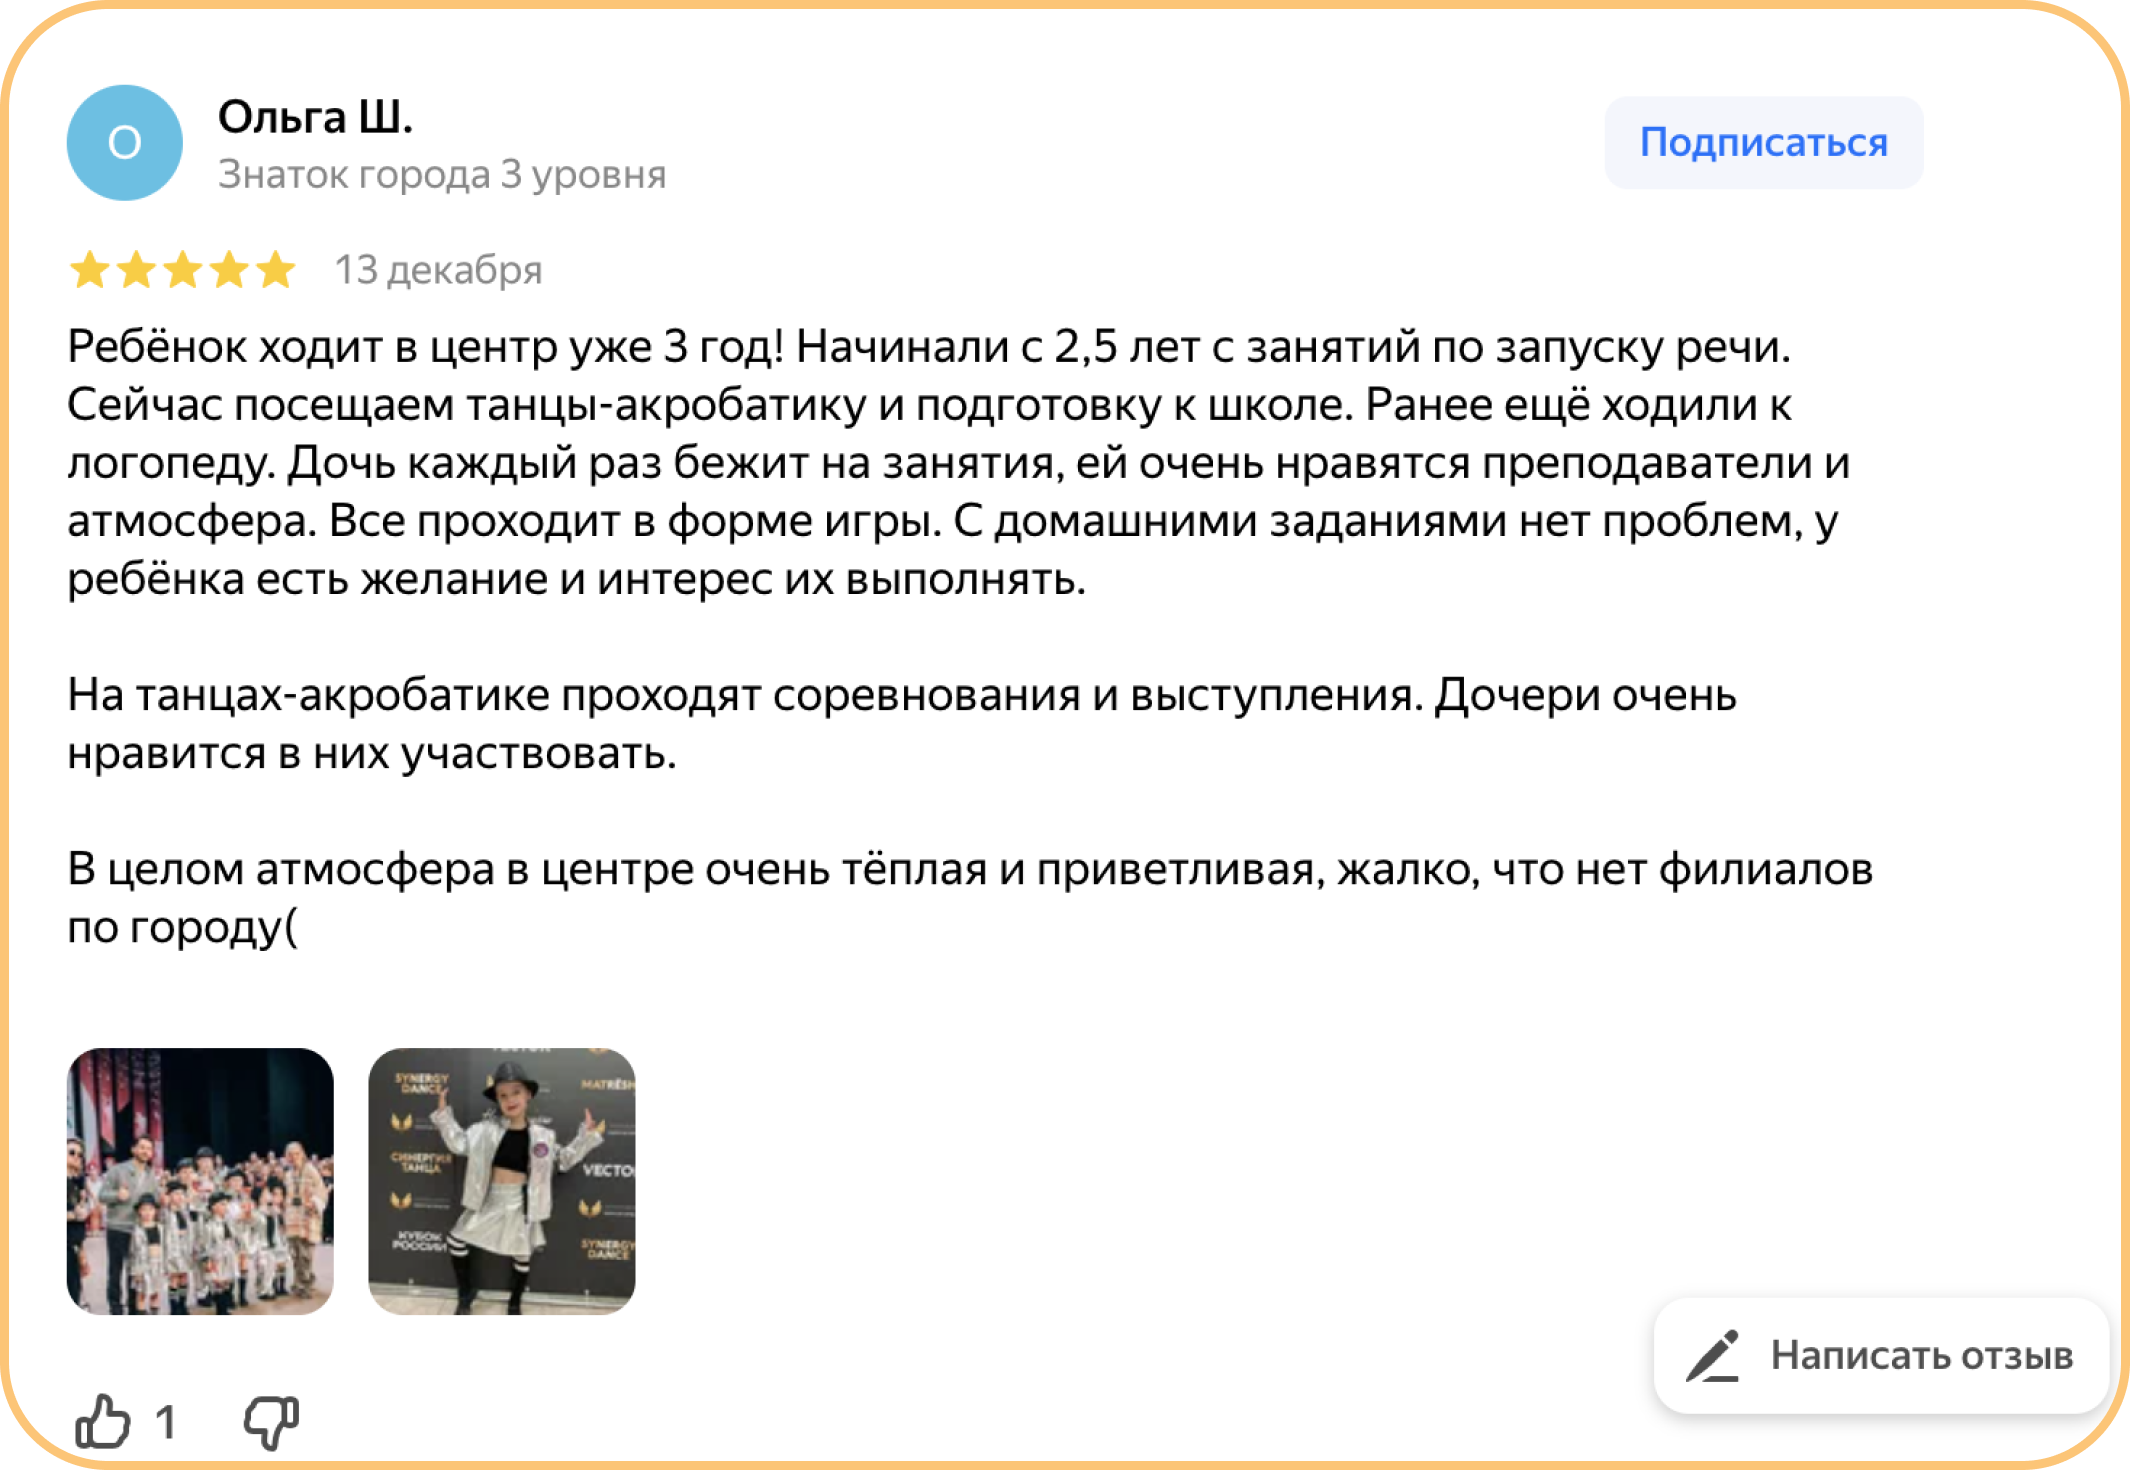 О
Ольга Ш.
Знаток города 3 уровня
Подписаться
13 декабря
Ребёнок ходит в центр уже 3 год! Начинали с 2,5 лет с занятий по запуску речи.
Сейчас посещаем танцы-акробатику и подготовку к школе. Ранее ещё ходили к
логопеду. Дочь каждый раз бежит на занятия, ей очень нравятся преподаватели и
атмосфера. Все проходит в форме игры. С домашними заданиями нет проблем, у
ребёнка есть желание и интерес их выполнять.
На танцах-акробатике проходят соревнования и выступления. Дочери очень
нравится в них участвовать.
В целом атмосфера в центре очень тёплая и приветливая, жалко, что нет филиалов
по городу(
SYNERGY
DANCE
MATRЁSH
СИНЕРГИЯ
ТАНЦА
VECTO
КУБОК
РОССИИ
SYNERGY
DANCE
Написать отзыв
1